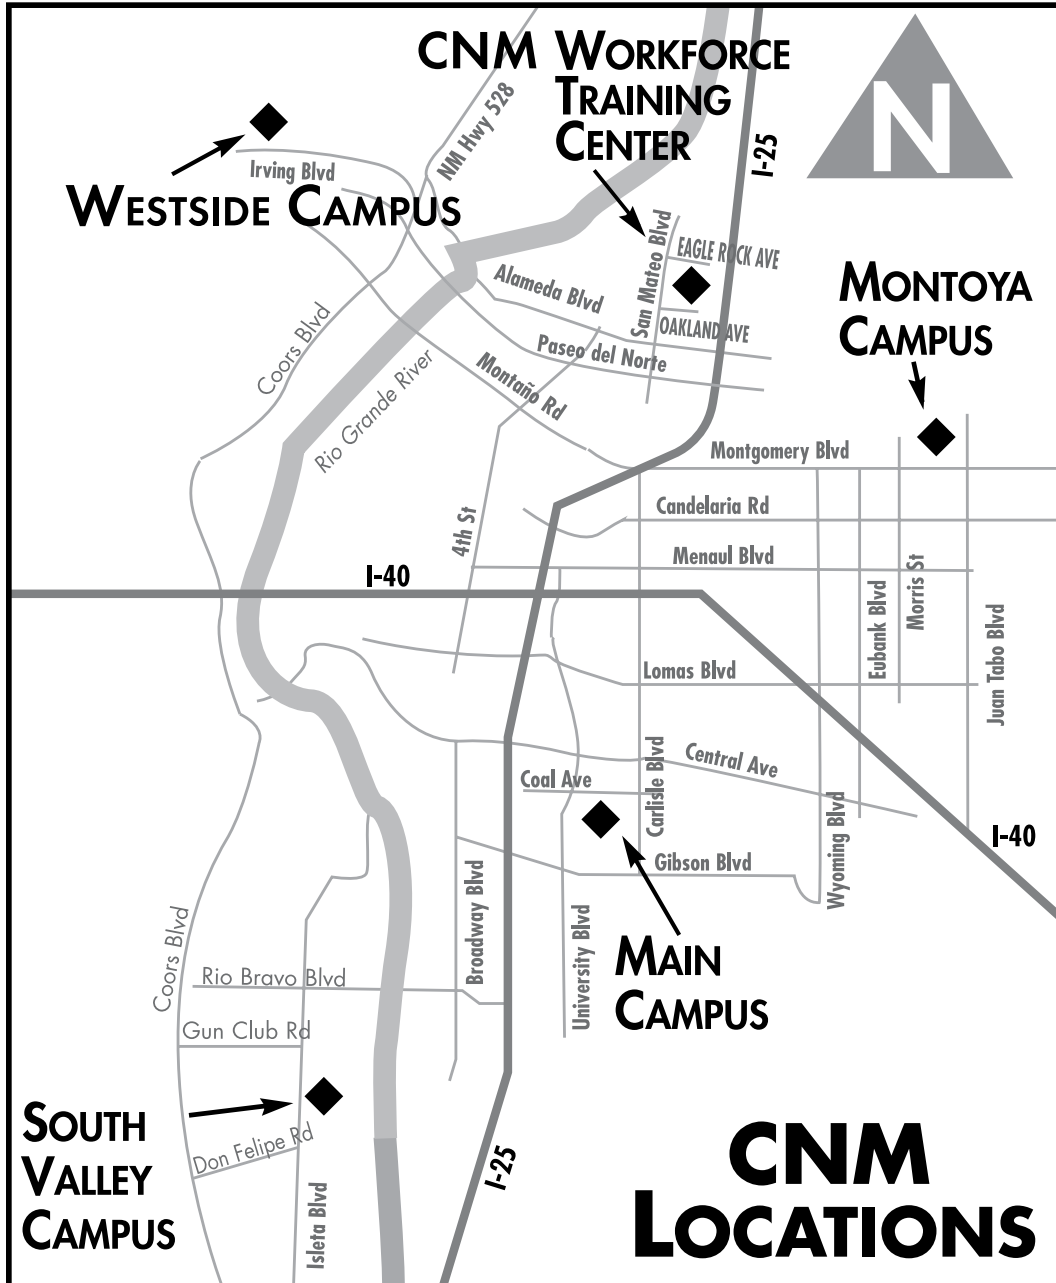 CNM WORKFORCE
TRAINING
CENTER
N
NM Hwy 528
I-25
Irving Blvd
WESTSIDE CAMPUS
San Mateo Blvd
EAGLE ROCK AVE
Alameda Blvd
MONTOYA
CAMPUS
OAKLAND AVE
Coors Blvd
Paseo del Norte
Rio Grande River
Montaño Rd
Montgomery Blvd
Candelaria Rd
4th St
Menaul Blvd
I-40
Morris St
Eubank Blvd
Juan Tabo Blvd
Lomas Blvd
Central Ave
Coal Ave
Carlisle Blvd
Wyoming Blvd
I-40
Gibson Blvd
Broadway Blvd
University Blvd
MAIN
CAMPUS
Coors Blvd
Rio Bravo Blvd
Gun Club Rd
SOUTH
VALLEY
CAMPUS
Don Felipe Rd
Isleta Blvd
I-25
CNM
LOCATIONS